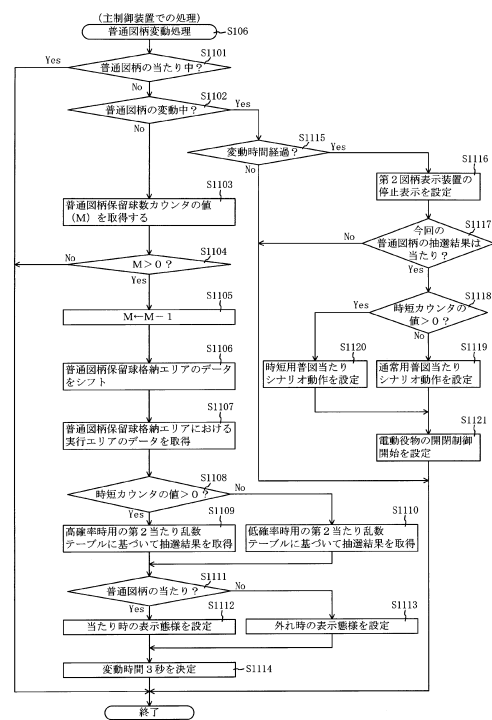 (主制御装置での処理)
普通図柄変動処理
S106
S1101
Yes
普通図柄の当たり中?
No
S1102
普通図柄の変動中?
Yes
No
S1115
変動時間経過?
Yes
S1116
第2図柄表示装置の
停止表示を設定
S1103
普通図柄保留球数カウンタの値
(M)を取得する
S1117
今回の
普通図柄の抽選結果は
当たり?
No
Yes
S1104
No
M>0?
Yes
S1118
時短カウンタの
値>0?
Yes
No
S1105
M←M-1
S1120
時短用普図当たり
シナリオ動作を設定
S1119
通常用普図当たり
シナリオ動作を設定
S1106
普通図柄保留球格納エリアのデータ
をシフト
S1121
電動役物の開閉制御
開始を設定
S1107
普通図柄保留球格納エリアにおける
実行エリアのデータを取得
S1108
時短カウンタの値>0?
No
Yes
S1109
高確率時用の第2当たり乱数
テーブルに基づいて抽選結果を取得
S1110
低確率時用の第2当たり乱数
テーブルに基づいて抽選結果を取得
S1111
普通図柄の当たり?
No
Yes
S1112
当たり時の表示態様を設定
S1113
外れ時の表示態様を設定
変動時間3秒を決定
S1114
終了